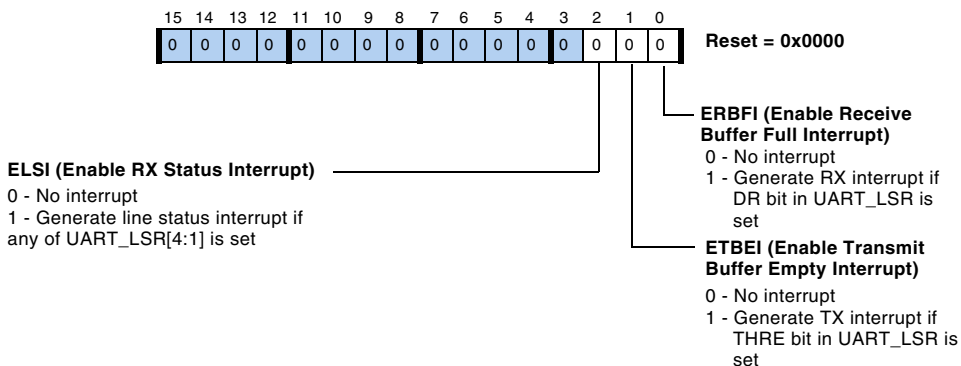 15 14 13 12 11 10 9 8 7 6 5 4 3 2 1 0
0 0 0 0 0 0 0 0 0 0 0 0 0 0 0 0
Reset = 0x0000
ERBFI (Enable Receive
Buffer Full Interrupt)
0 - No interrupt
1 - Generate RX interrupt if
DR bit in UART_LSR is
set
ELSI (Enable RX Status Interrupt)
0 - No interrupt
1 - Generate line status interrupt if
any of UART_LSR[4:1] is set
ETBEI (Enable Transmit
Buffer Empty Interrupt)
0 - No interrupt
1 - Generate TX interrupt if
THRE bit in UART_LSR is
set